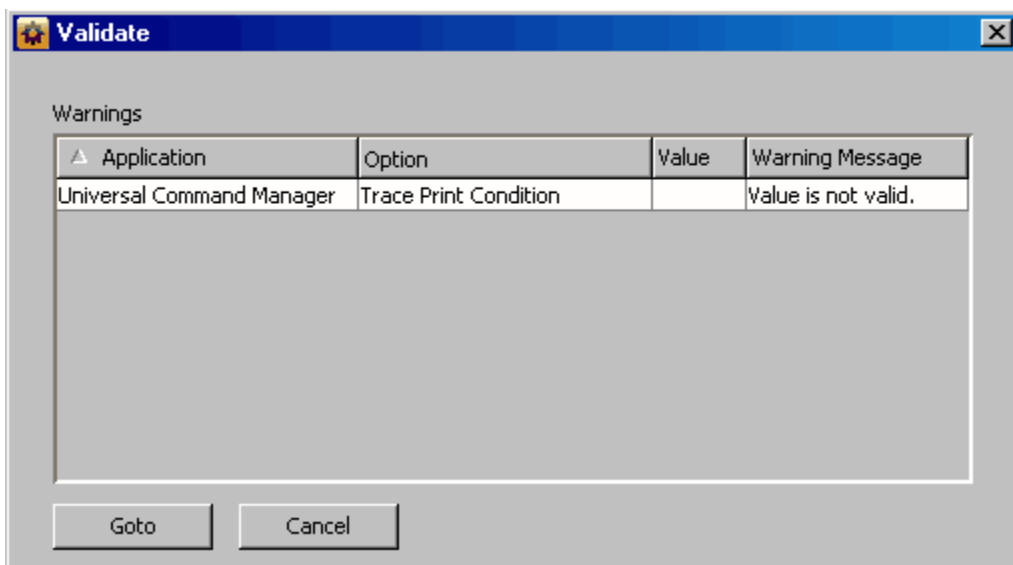 Validate
Warnings
Application Option Value Warning Message
Universal Command Manager Trace Print Condition Value is not valid.
Goto Cancel